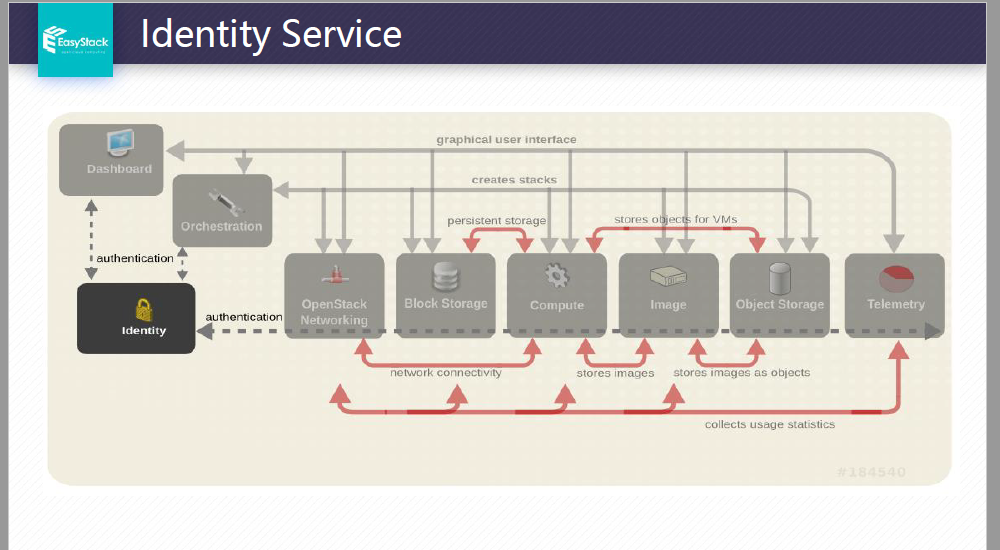 EasyStack
Identity Service
graphical user interface
Dashboard
creates stacks
Orchestration
persistent storage
stores objects for VMs
authentication
OpenStack
Networking
Block Storage
Compute
Image
Object Storage
Telemetry
Identity
authentication
network connectivity
stores images
stores images as objects
collects usage statistics
#184540